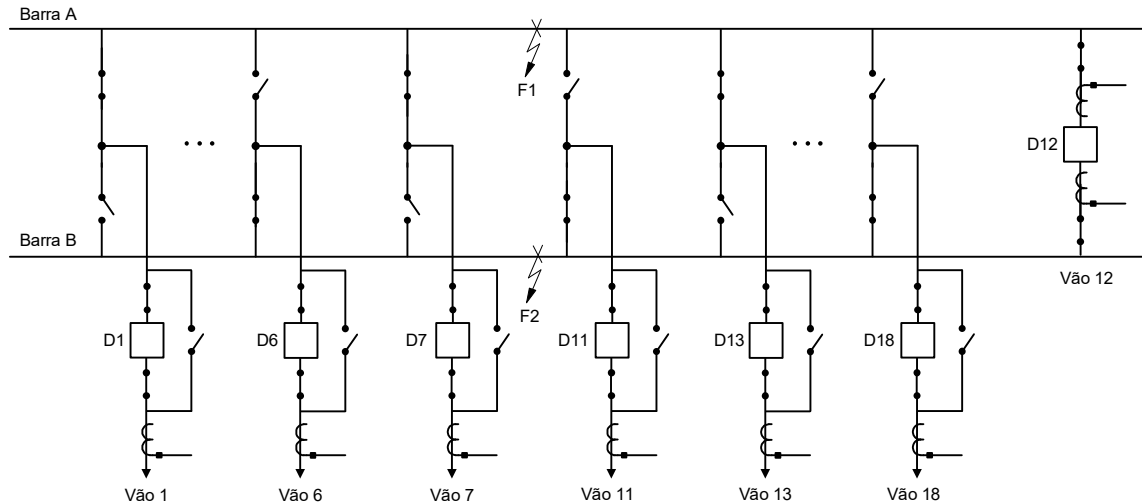 Barra A
F1
D12
Barra B
Vão 12
F2
D1
D6
D7
D11
D13
D18
Vão 1
Vão 6
Vão 7
Vão 11
Vão 13
Vão 18